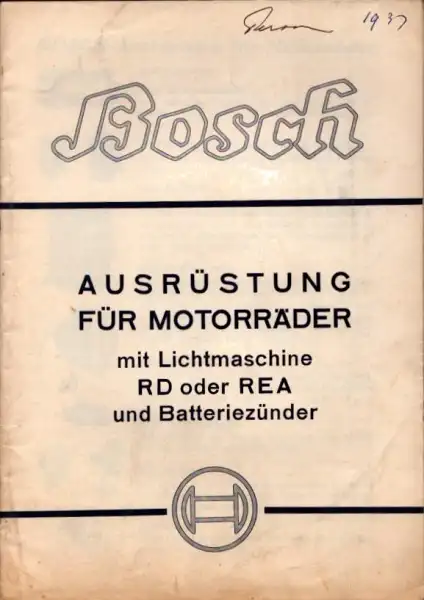 1937
Bosch
AUSRÜSTUNG
FÜR MOTORRÄDER
mit Lichtmaschine
RD oder REA
und Batteriezünder